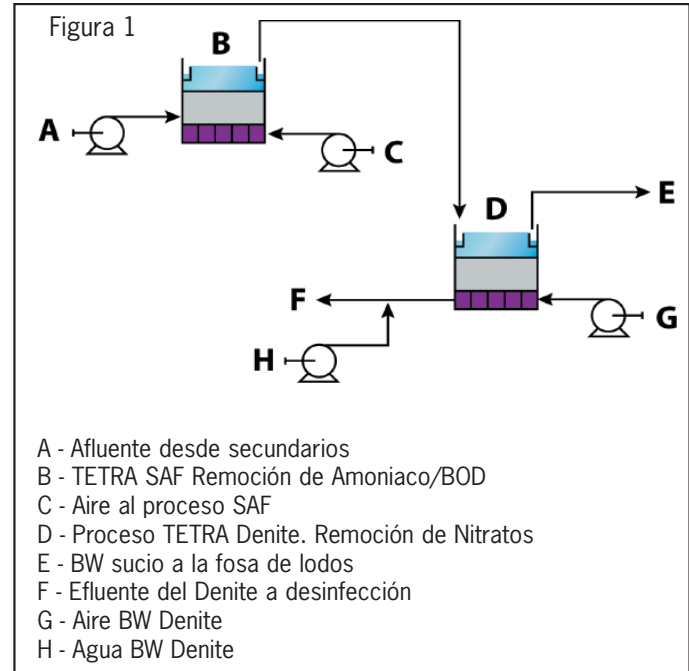 Figura 1
B
A
C
D
E
F
G
H
A - Afluente desde secundarios
B - TETRA SAF Remoción de Amoniaco/BOD
C - Aire al proceso SAF
D - Proceso TETRA Denite. Remoción de Nitratos
E - BW sucio a la fosa de lodos
F - Efluente del Denite a desinfección
G - Aire BW Denite
H - Agua BW Denite